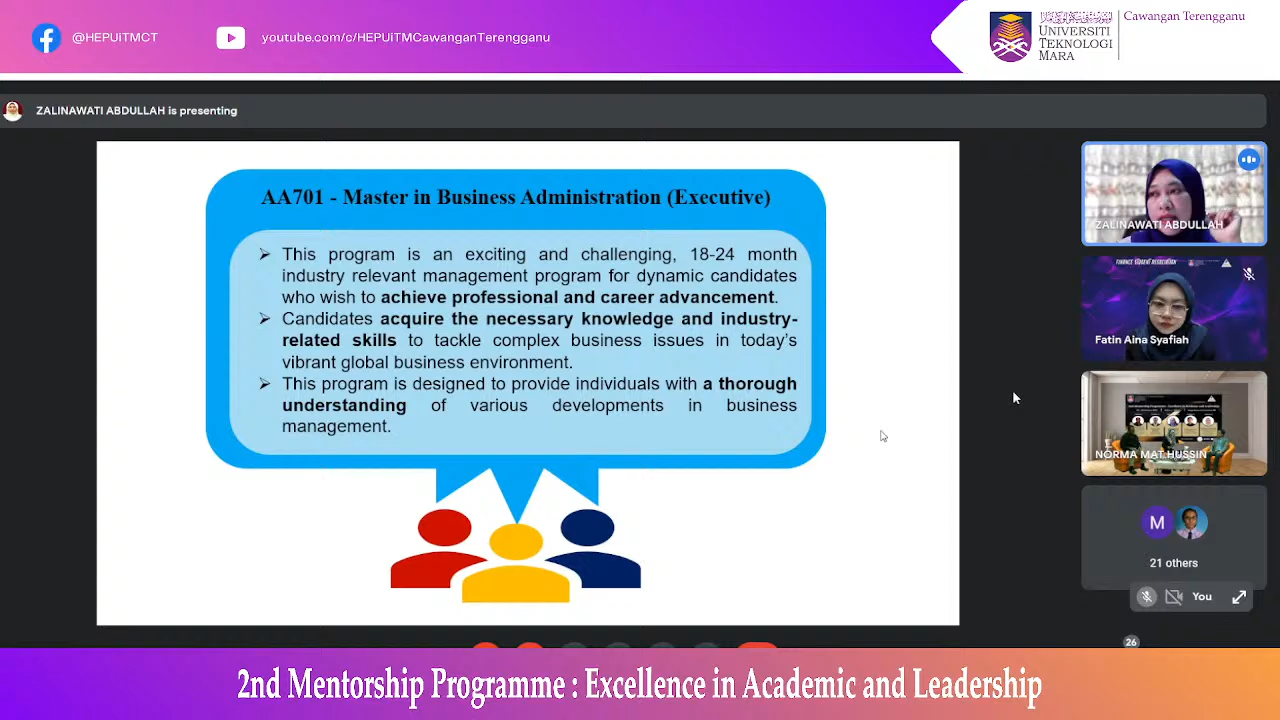 @HEPUiTMCT
youtube.com/c/HEPUiTMCawanganTerengganu
UNIVERSITI
TEKNOLOGI
MARA
Cawangan Terengganu
ZALINAWATI ABDULLAH is presenting
AA701 - Master in Business Administration (Executive)
➢ This program is an exciting and challenging, 18-24 month
industry relevant management program for dynamic candidates
who wish to achieve professional and career advancement.
➢ Candidates acquire the necessary knowledge and industry-
related skills to tackle complex business issues in today's
vibrant global business environment.
➢ This program is designed to provide individuals with a thorough
understanding of various developments in business
management.
ZALINAWATI ABDULLAH
FINANCE STUDENT ASSOCIATION
Fatin Aina Syafiah
NORMA MAT HUSSIN
M
21 others
You
26
2nd Mentorship Programme : Excellence in Academic and Leadership